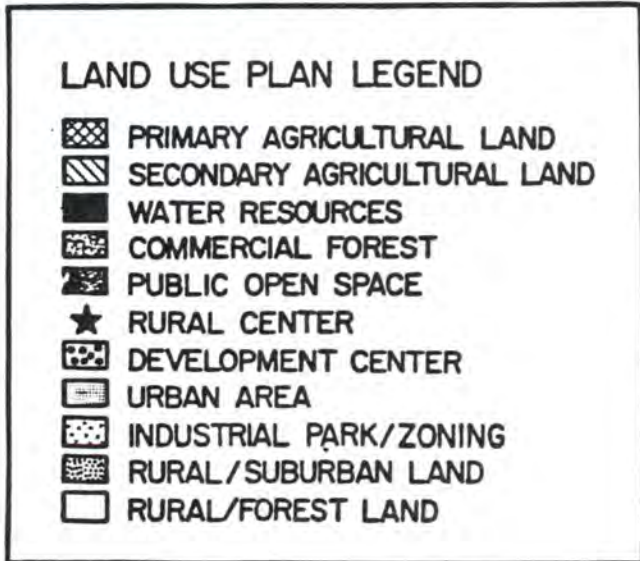 LAND USE PLAN LEGEND
PRIMARY AGRICULTURAL LAND
SECONDARY AGRICULTURAL LAND
WATER RESOURCES
COMMERCIAL FOREST
PUBLIC OPEN SPACE
RURAL CENTER
DEVELOPMENT CENTER
URBAN AREA
INDUSTRIAL PARK/ZONING
RURAL/SUBURBAN LAND
RURAL/FOREST LAND